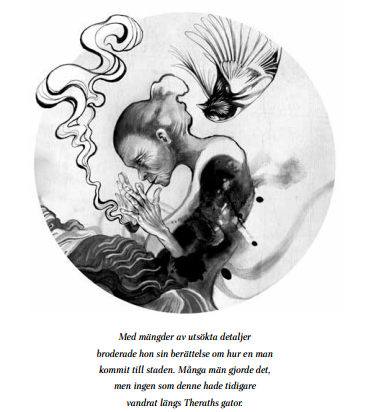 Med mängder av utsökta detaljer
broderade hon sin berättelse om hur en man
kommit till staden. Många män gjorde det,
men ingen som denne hade tidigare
vandrat längs Theraths gator.